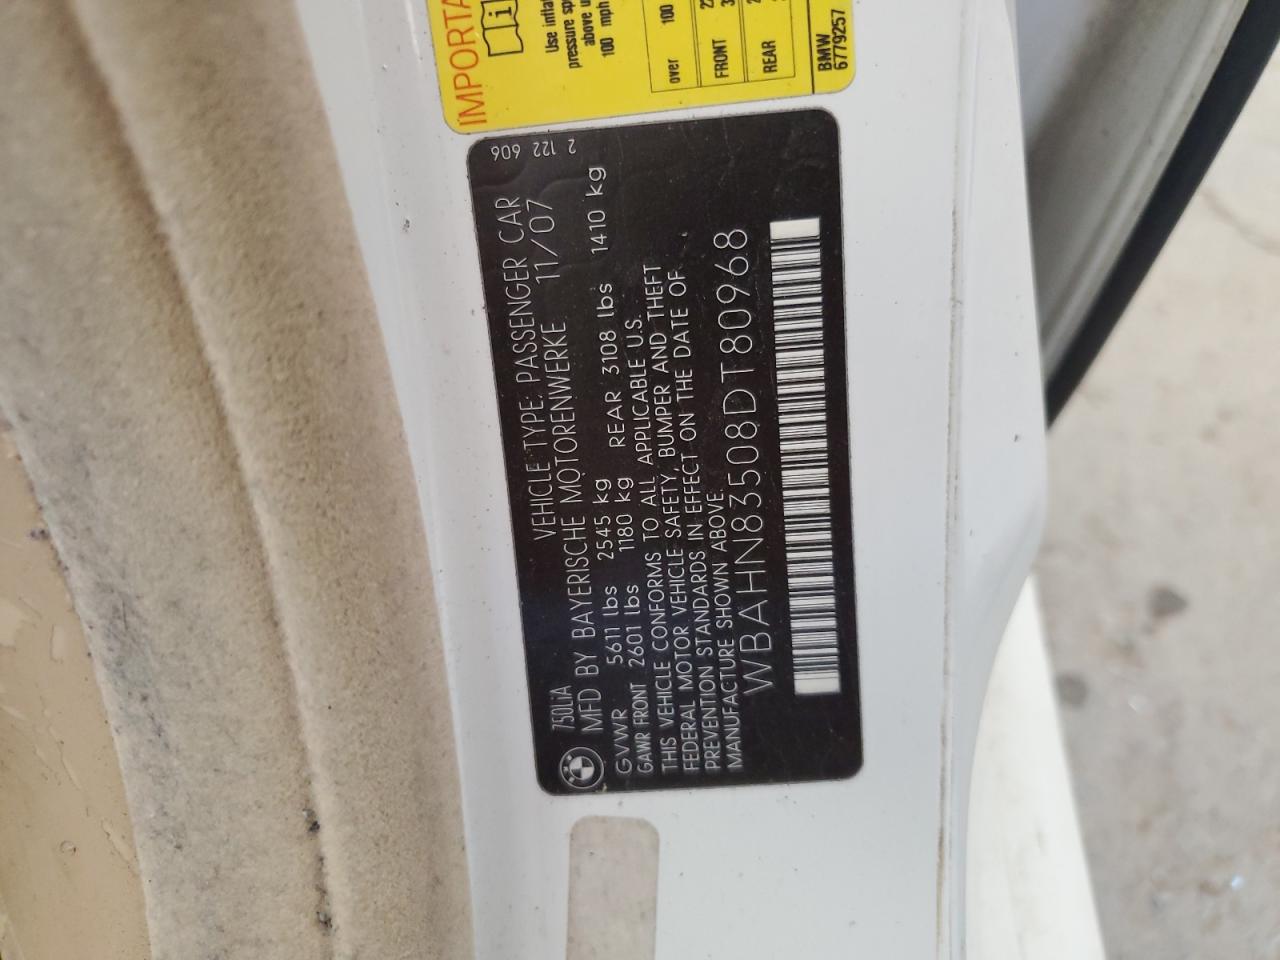 IMPORTA
Use inflat
pressure sp
above u
100 mph
over 100
FRONT
REAR
BMW
6779257
2 122 606
750LiA VEHICLE TYPE: PASSENGER CAR
MFD BY BAYERISCHE MOTORENWERKE 11/07
GVWR 5611 lbs 2545 kg
GAWR FRONT 2601 lbs 1180 kg REAR 3108 lbs 1410 kg
THIS VEHICLE CONFORMS TO ALL APPLICABLE U.S.
FEDERAL MOTOR VEHICLE SAFETY, BUMPER AND THEFT
PREVENTION STANDARDS IN EFFECT ON THE DATE OF
MANUFACTURE SHOWN ABOVE.
WBAHN83508DT80968